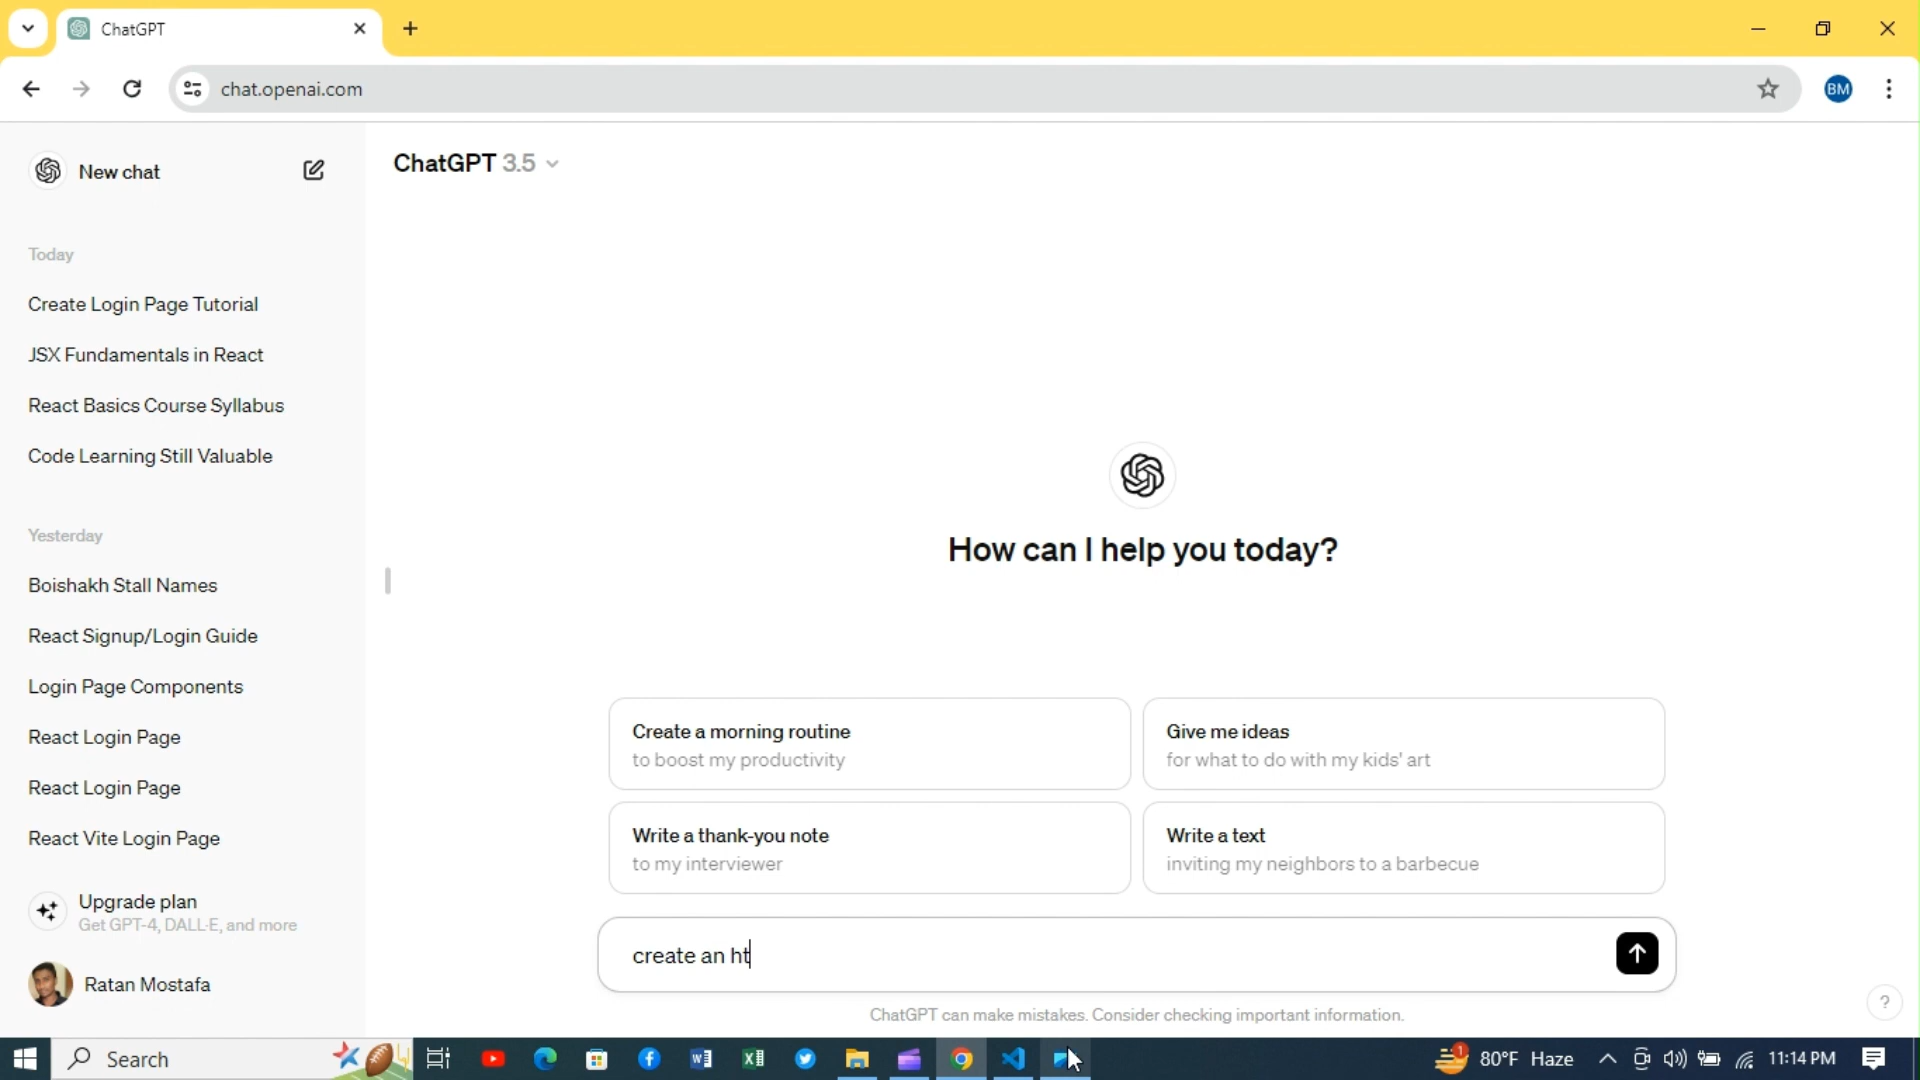 ChatGPT
chat.openai.com
BM
New chat
ChatGPT 3.5
Today
Create Login Page Tutorial
JSX Fundamentals in React
React Basics Course Syllabus
Code Learning Still Valuable
Yesterday
Boishakh Stall Names
React Signup/Login Guide
Login Page Components
React Login Page
React Login Page
React Vite Login Page
Upgrade plan
Get GPT-4, DALL·E, and more
Ratan Mostafa
How can I help you today?
Create a morning routine
to boost my productivity
Give me ideas
for what to do with my kids' art
Write a thank-you note
to my interviewer
Write a text
inviting my neighbors to a barbecue
create an ht
ChatGPT can make mistakes. Consider checking important information.
?
Search
1
80°F Haze
11:14 PM